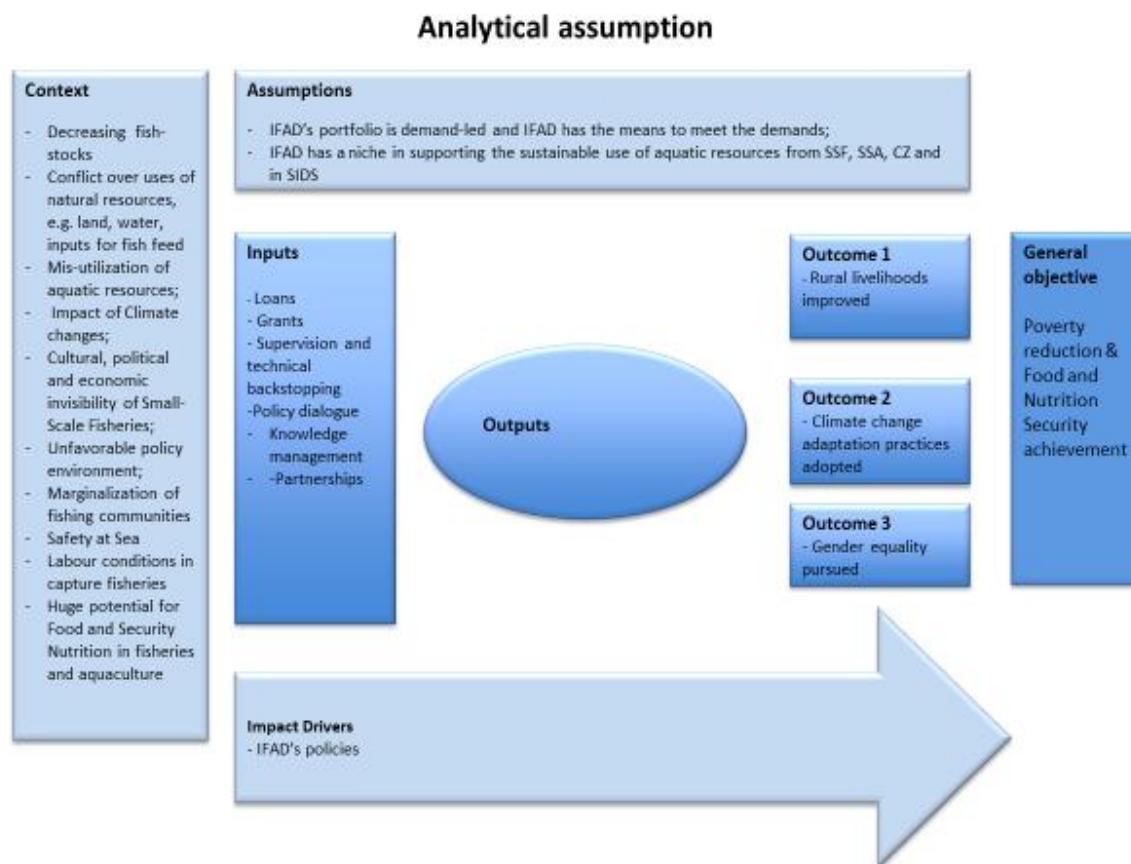 Analytical assumption
Context
- Decreasing fish-
stocks
- Conflict over uses of
natural resources,
e.g. land, water,
inputs for fish feed
- Mis-utilization of
aquatic resources;
- Impact of Climate
changes;
- Cultural, political
and economic
invisibility of Small-
Scale Fisheries;
- Unfavorable policy
environment;
- Marginalization of
fishing communities
- Safety at Sea
- Labour conditions in
capture fisheries
- Huge potential for
Food and Security
Nutrition in fisheries
and aquaculture
Assumptions
- IFAD's portfolio is demand-led and IFAD has the means to meet the demands;
- IFAD has a niche in supporting the sustainable use of aquatic resources from SSF, SSA, CZ and
in SIDS
Inputs
- Loans
- Grants
- Supervision and
technical
backstopping
-Policy dialogue
- Knowledge
management
- -Partnerships
Outputs
Outcome 1
- Rural livelihoods
improved
Outcome 2
- Climate change
adaptation practices
adopted
Outcome 3
- Gender equality
pursued
General
objective
Poverty
reduction &
Food and
Nutrition
Security
achievement
Impact Drivers
- IFAD's policies